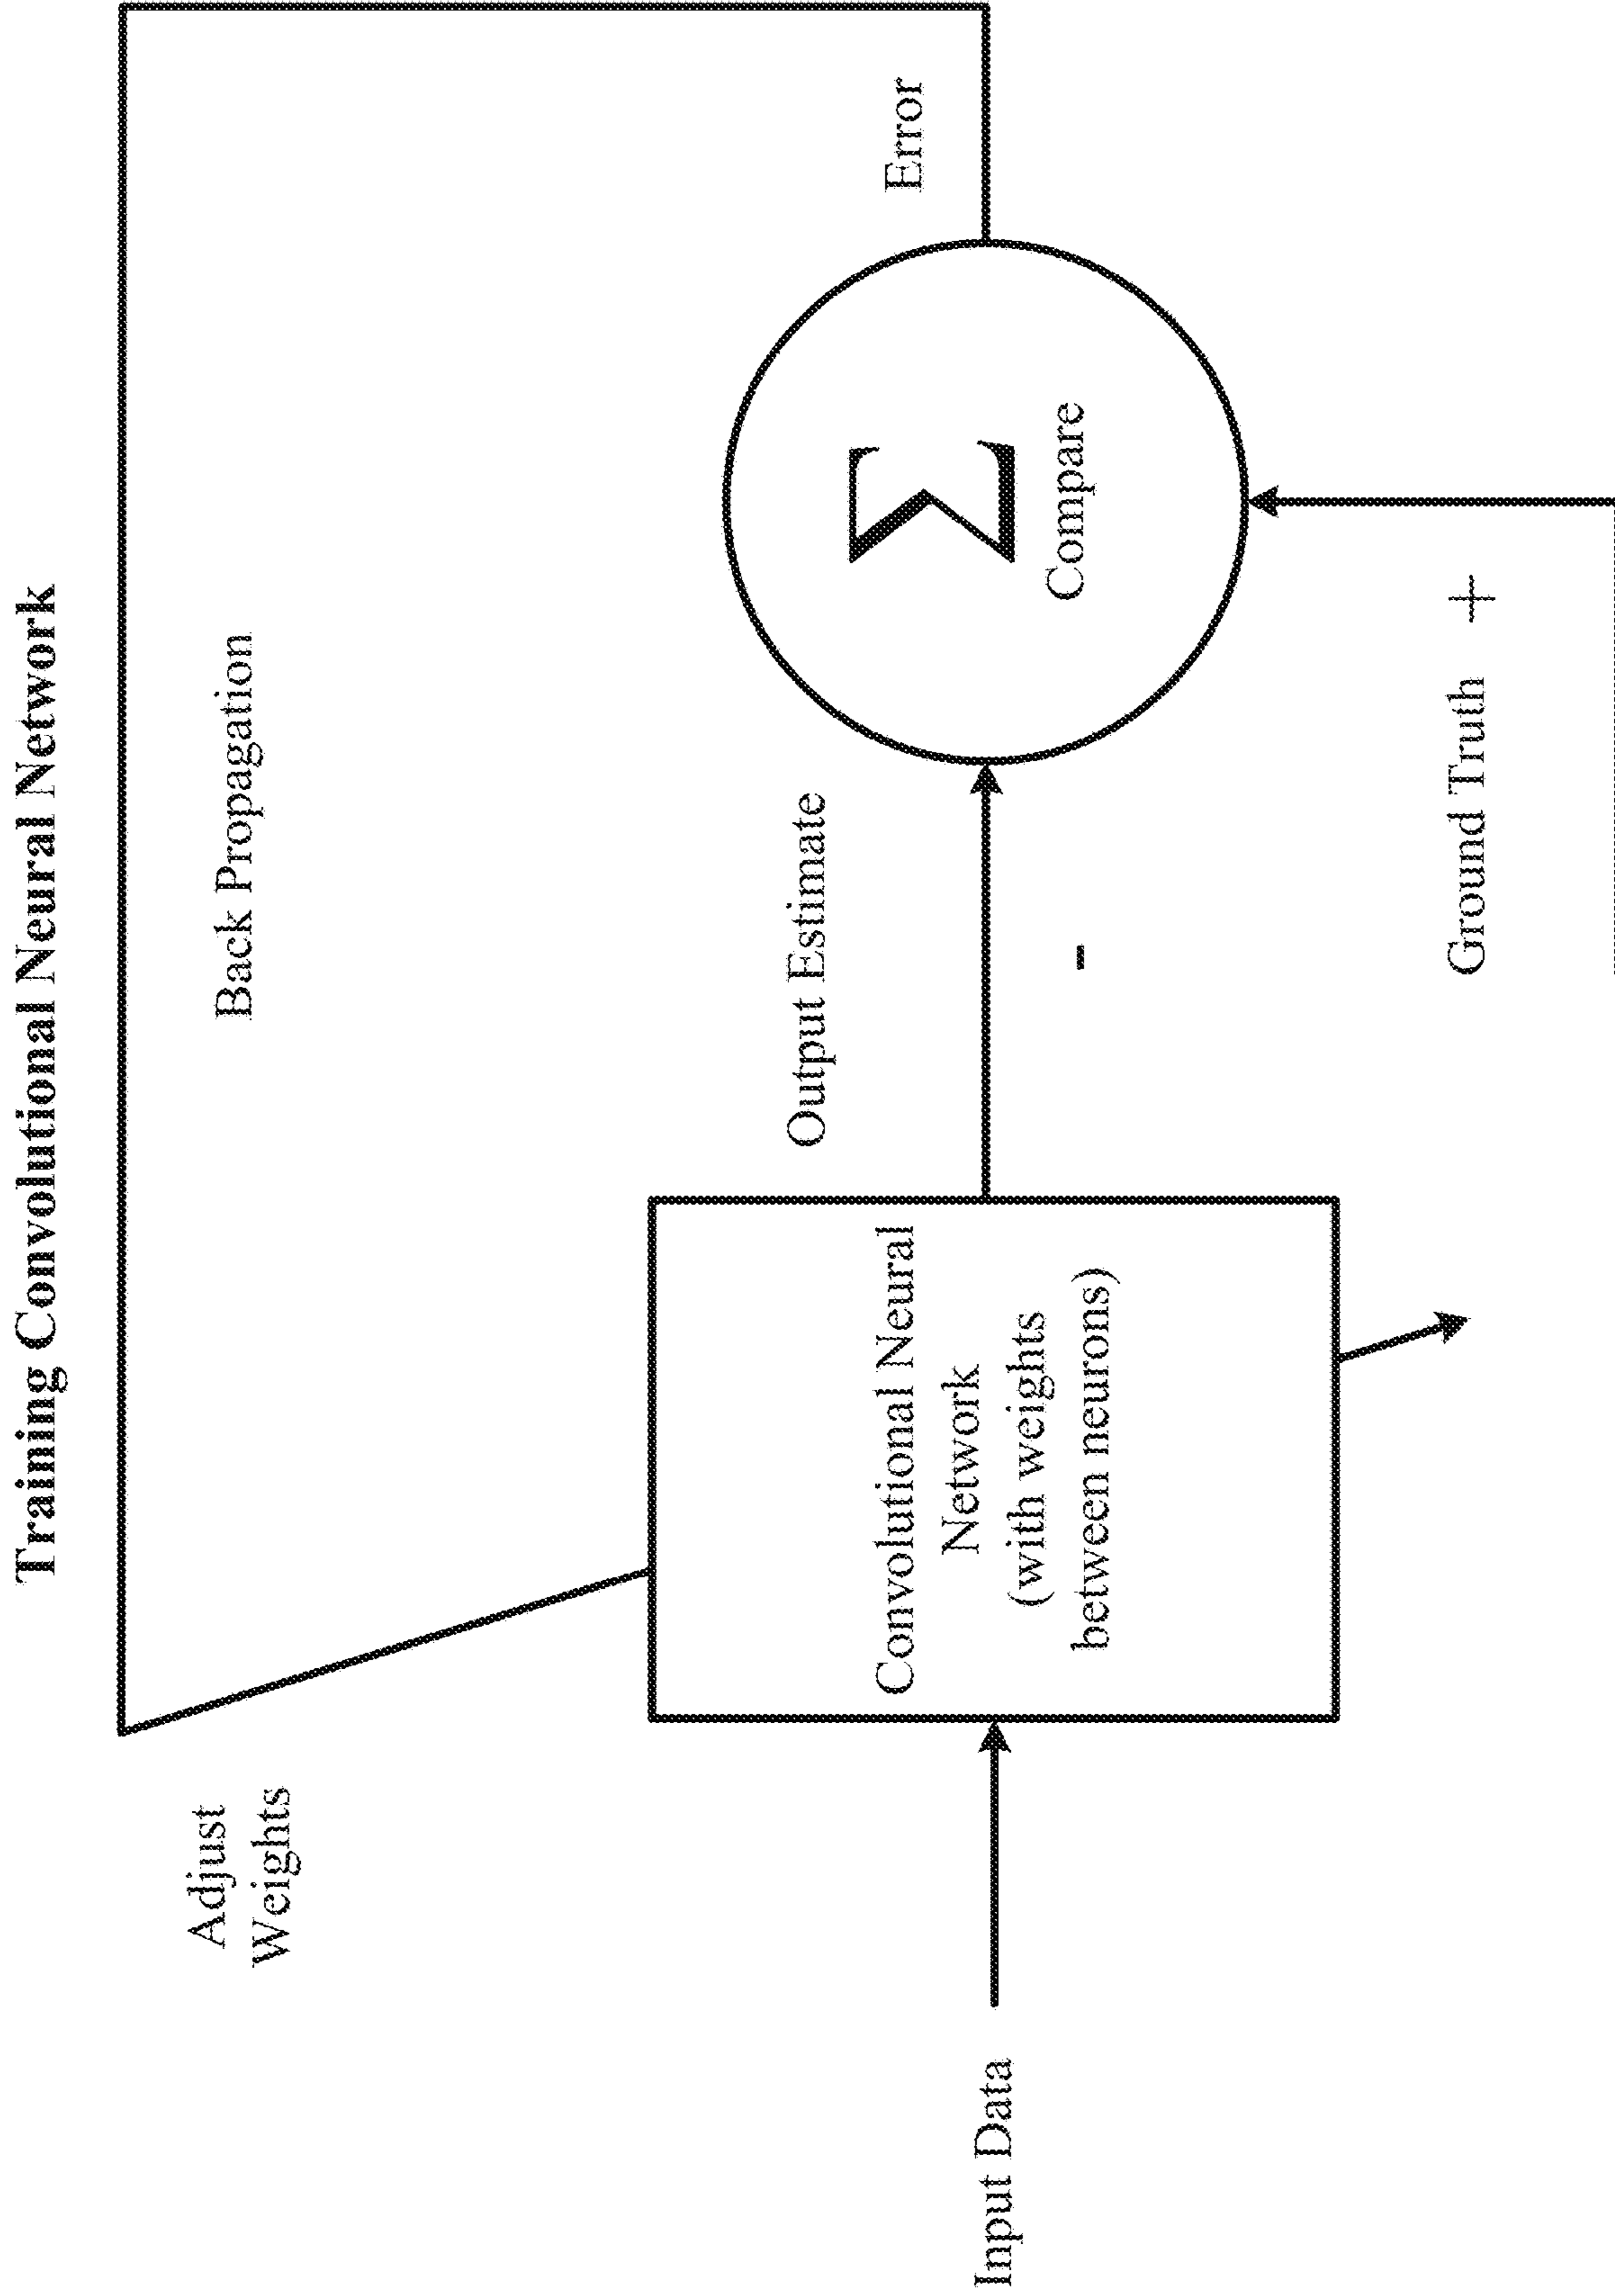 Training Convolutional Neural Network
Back Propagation
Adjust
Weights
Input Data
Convolutional Neural
Network
(with weights
between neurons)
Output Estimate
-
Σ
Compare
Error
Ground Truth +